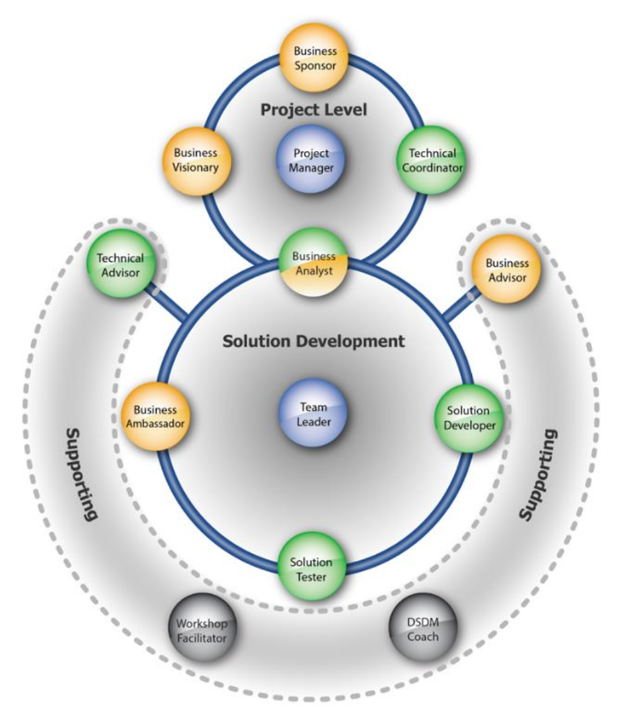 Business
Sponsor
Project Level
Business
Visionary
Project
Manager
Technical
Coordinator
Technical
Advisor
Business
Analyst
Business
Advisor
Solution Development
Business
Ambassador
Team
Leader
Solution
Developer
Supporting
Supporting
Solution
Tester
Workshop
Facilitator
DSDM
Coach